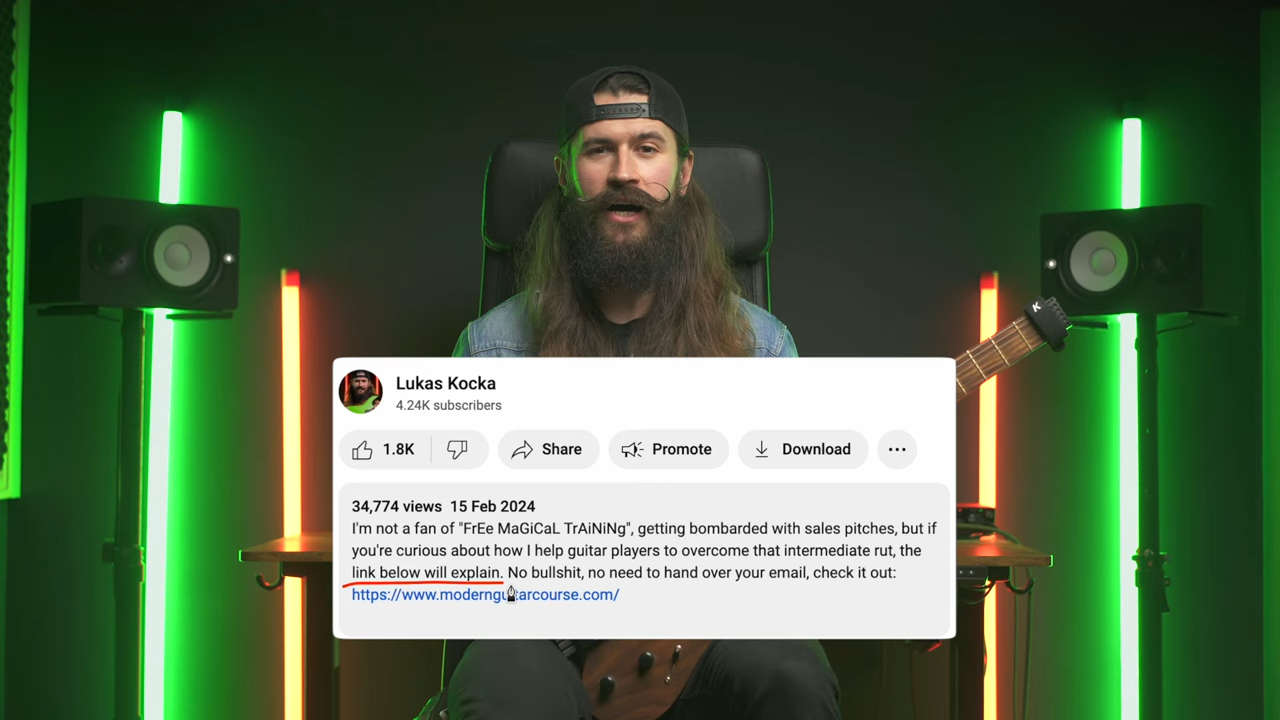 Lukas Kocka
4.24K subscribers
1.8K
Share
Promote
Download
34,774 views 15 Feb 2024
I'm not a fan of "FrEe MaGiCaL TrAiNiNg", getting bombarded with sales pitches, but if
you're curious about how I help guitar players to overcome that intermediate rut, the
link below will explain. No bullshit, no need to hand over your email, check it out:
https://www.modernguitarcourse.com/
K